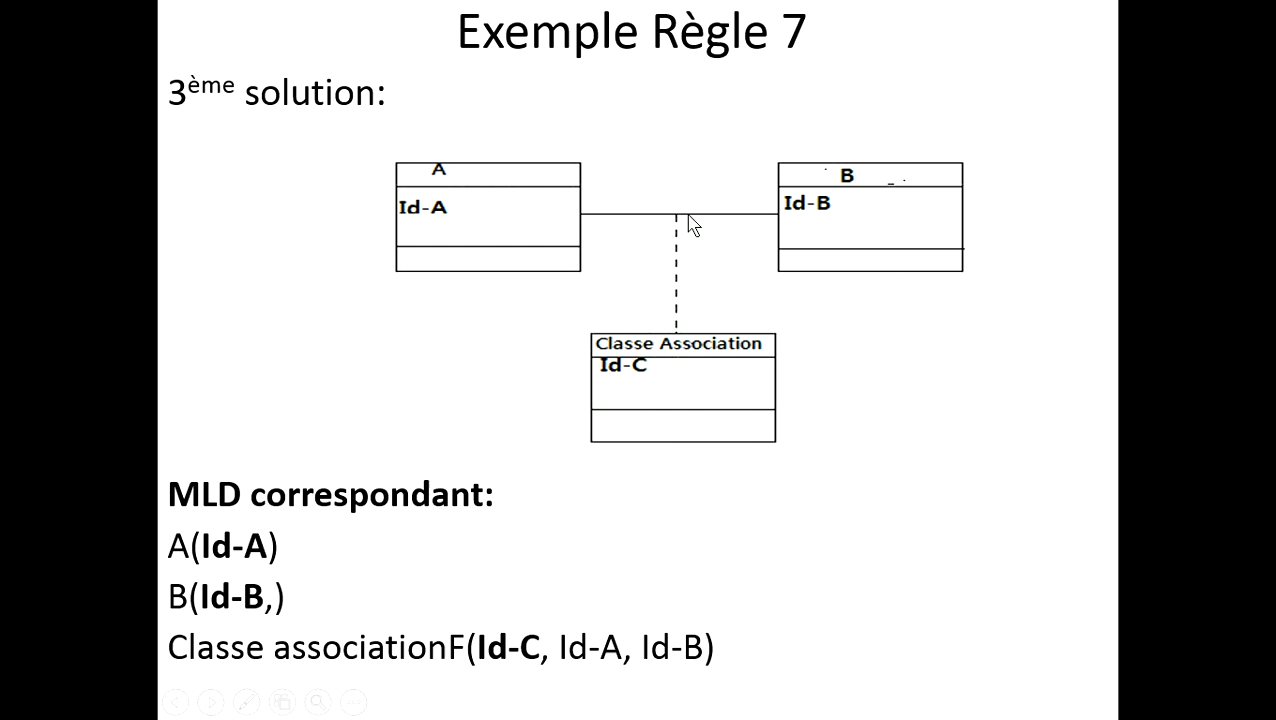 Exemple Règle 7
3ème solution:
A
B
Id-A
Id-B
Classe Association
Id-C
MLD correspondant:
A(Id-A)
B(Id-B,)
Classe associationF(Id-C, Id-A, Id-B)